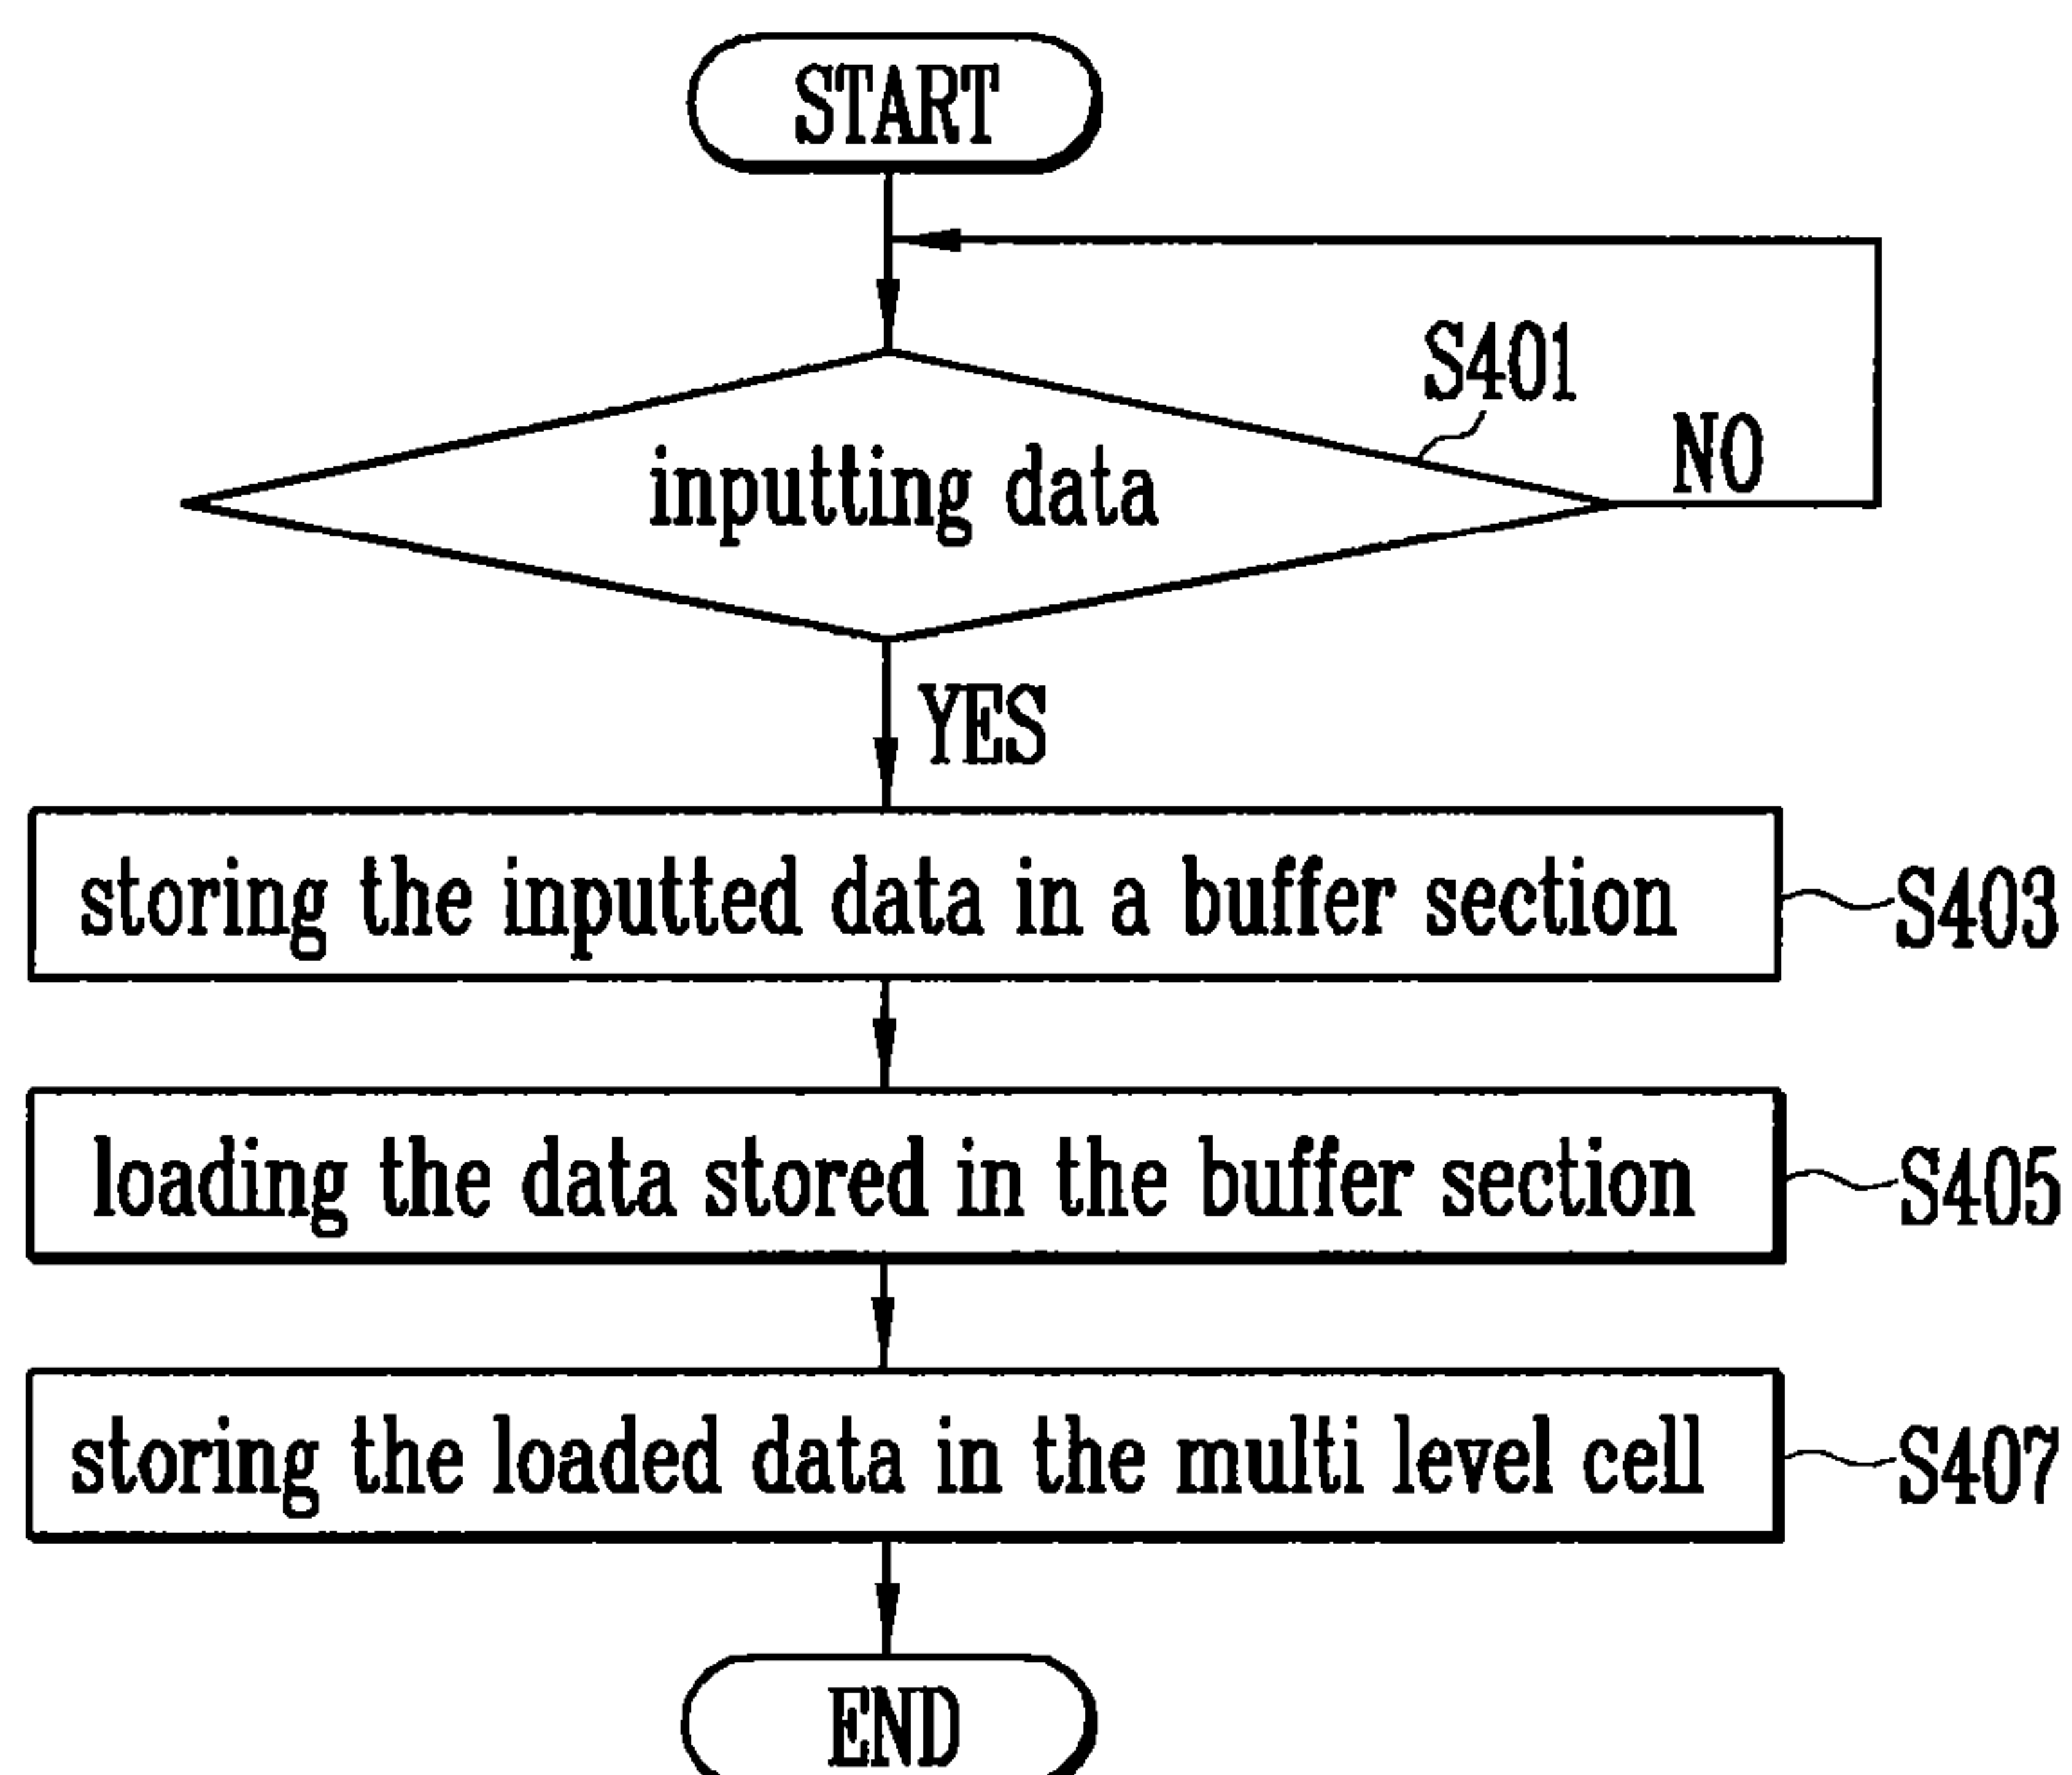 START
S401
NO
inputting data
YES
storing the inputted data in a buffer section
S403
loading the data stored in the buffer section
S405
storing the loaded data in the multi level cell
S407
END